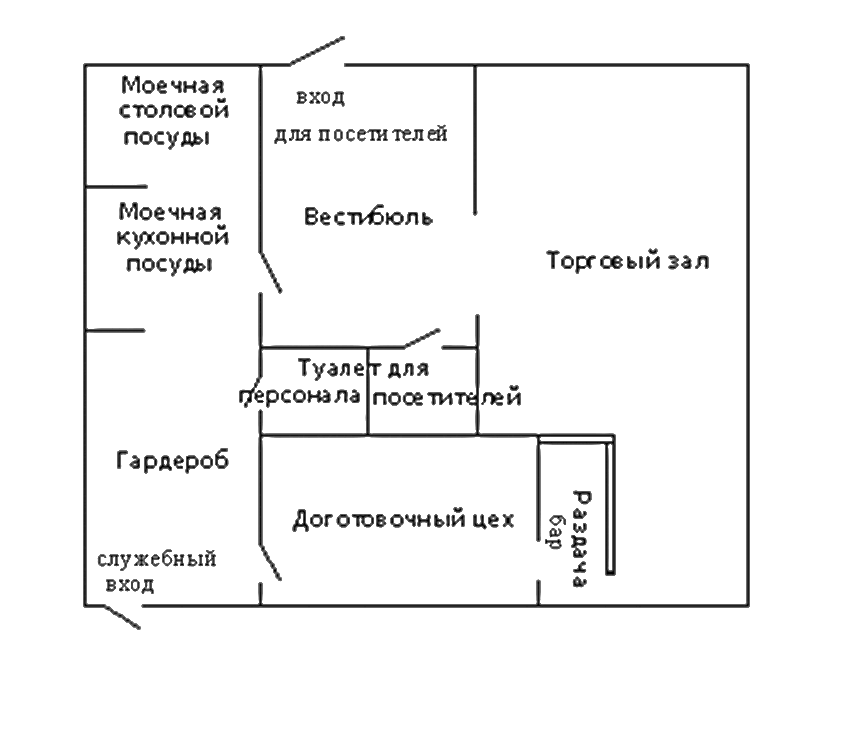 Моечная
столовой
посуды
вход
для посетителей
Моечная
кухонной
посуды
Вестибюль
Торговый зал
Туалет для
персонала посетителей
Гардероб
Доготовочный цех
Раздача
бар
служебный
вход